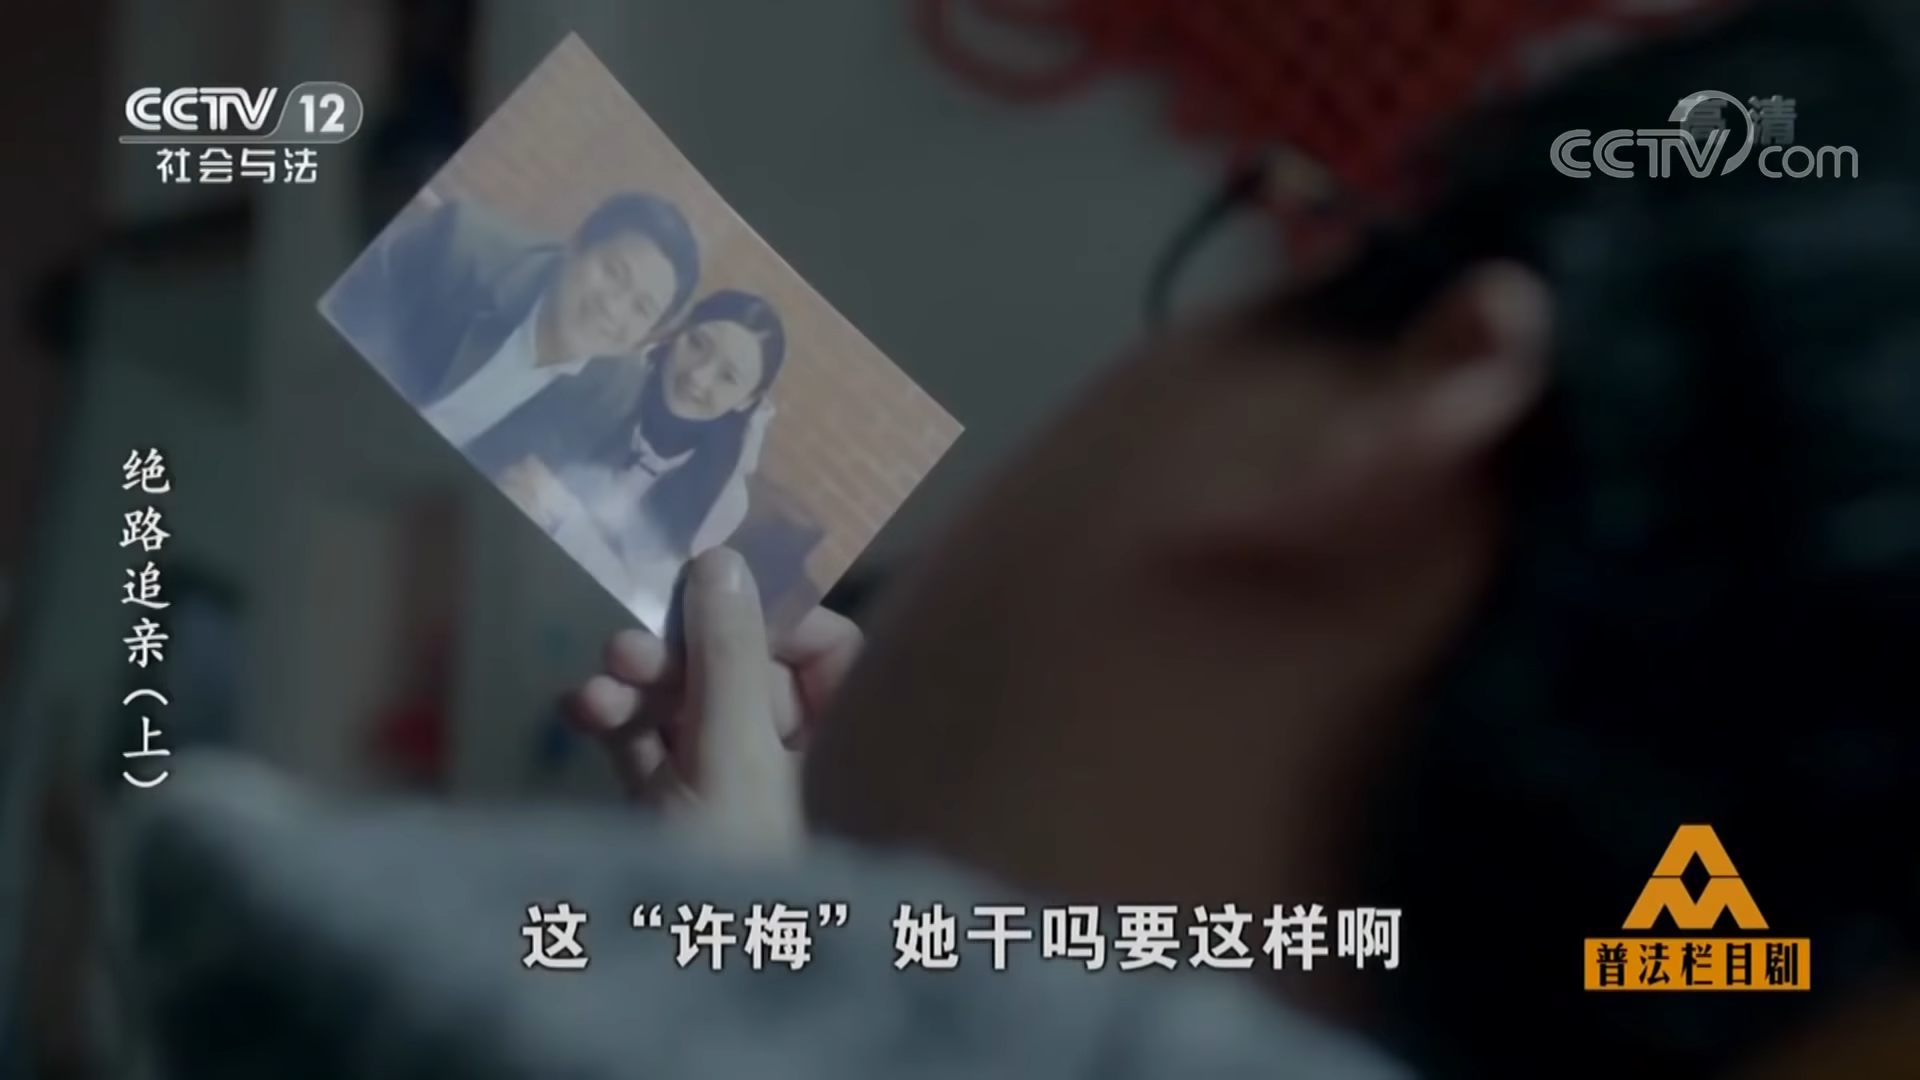 CCTV 12
社会与法
高清
CCTV com
绝路追亲（上）
这“许梅”她干吗要这样啊
普法栏目剧